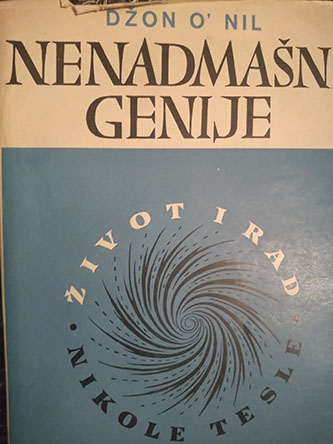 DŽON O' NIL
NENADMAŠN
GENIJE
ŽIVOT I RAD
• NIKOLE TESLE •